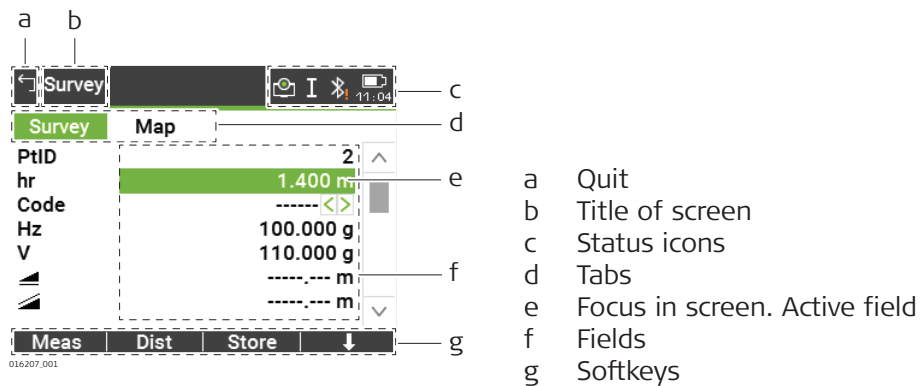 a b
Survey I 11:04 c
Survey Map d
PtID 2
hr 1.400 m e
Code ------ < >
Hz 100.000 g
V 110.000 g
-----.--- m f
-----.--- m
Meas Dist Store g
016207_001
a Quit
b Title of screen
c Status icons
d Tabs
e Focus in screen. Active field
f Fields
g Softkeys